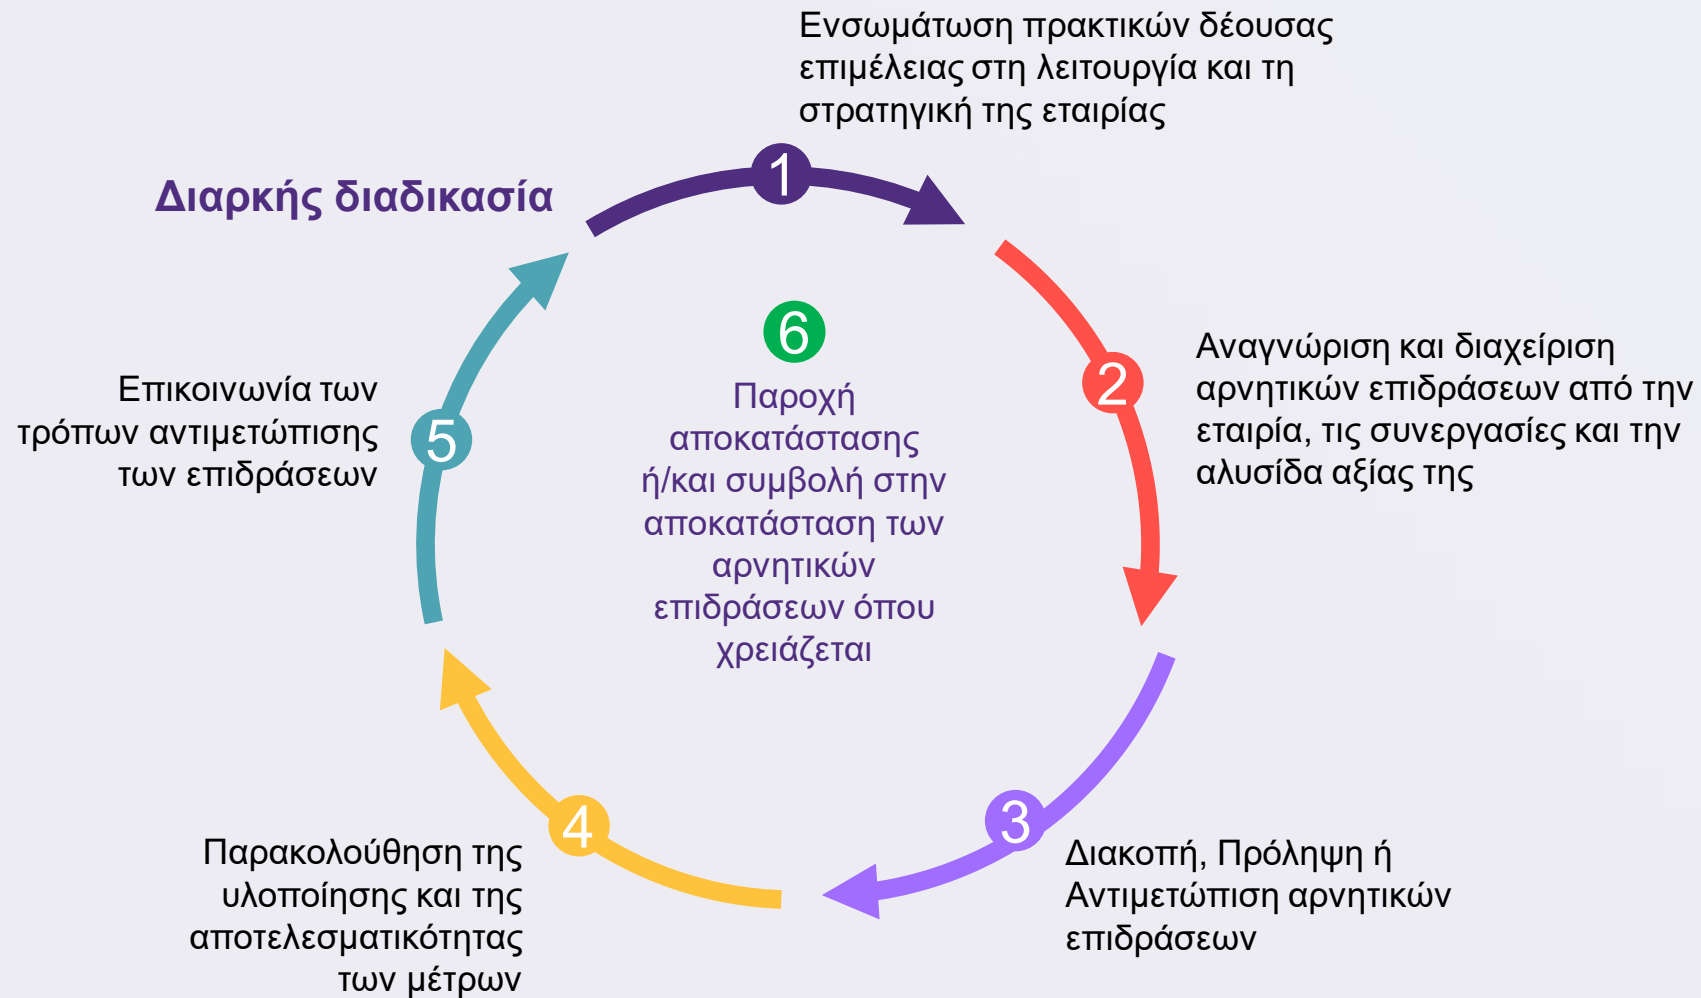 Ενσωμάτωση πρακτικών δέουσας
επιμέλειας στη λειτουργία και τη
στρατηγική της εταιρίας
1
Διαρκής διαδικασία
2
Αναγνώριση και διαχείριση
αρνητικών επιδράσεων από την
εταιρία, τις συνεργασίες και την
αλυσίδα αξίας της
3
Διακοπή, Πρόληψη ή
Αντιμετώπιση αρνητικών
επιδράσεων
4
Παρακολούθηση της
υλοποίησης και της
αποτελεσματικότητας
των μέτρων
5
Επικοινωνία των
τρόπων αντιμετώπισης
των επιδράσεων
6
Παροχή
αποκατάστασης
ή/και συμβολή στην
αποκατάσταση των
αρνητικών
επιδράσεων όπου
χρειάζεται